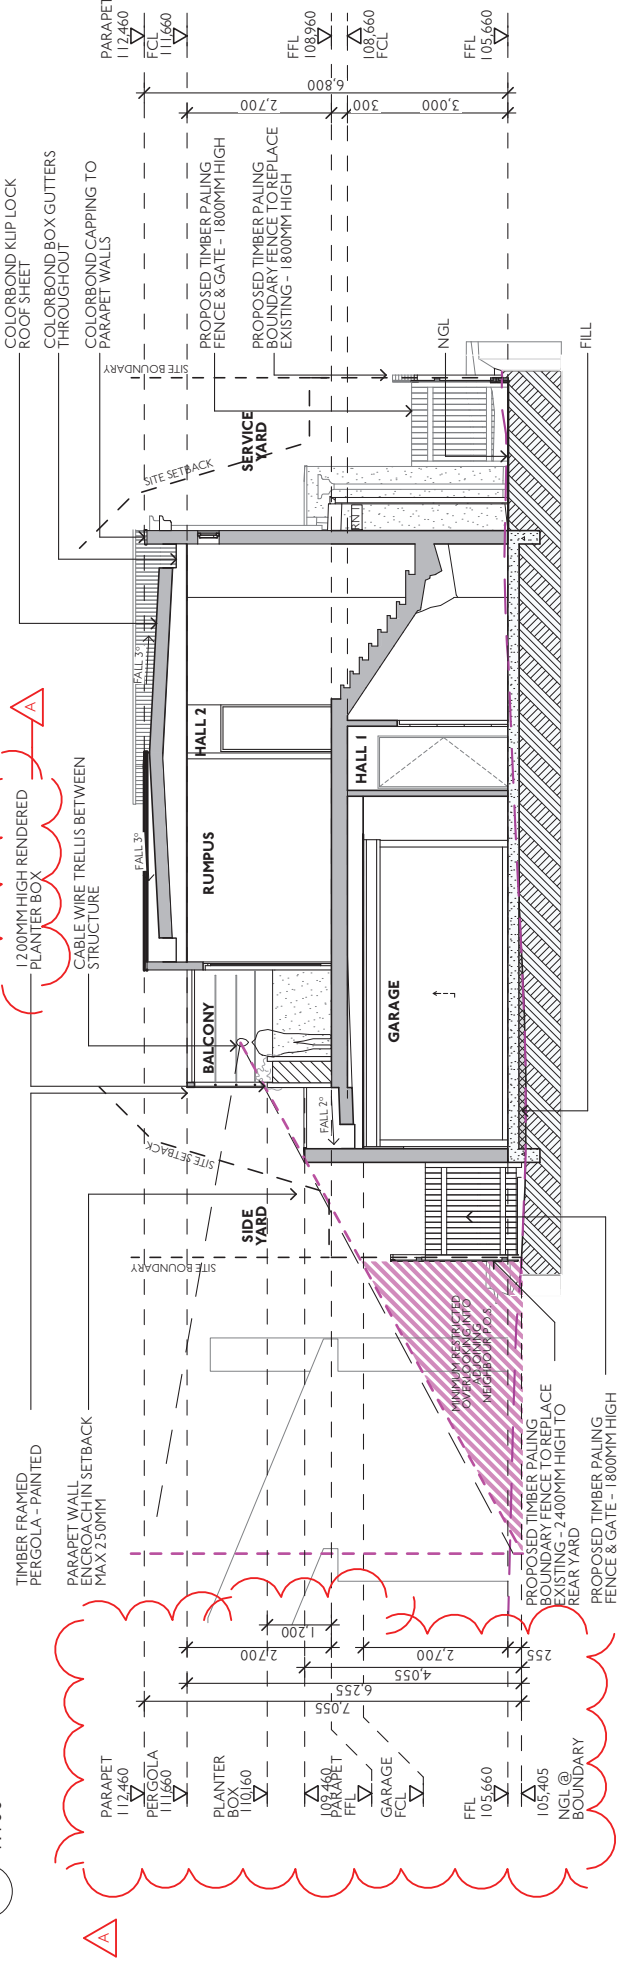 TIMBER FRAMED
PERGOLA - PAINTED
PARAPET WALL
ENCROACH IN SETBACK
MAX 250MM
1200MM HIGH RENDERED
PLANTER BOX
CABLE WIRE TRELLIS BETWEEN
STRUCTURE
A
COLORBOND KLIP LOCK
ROOF SHEET
COLORBOND BOX GUTTERS
THROUGHOUT
COLORBOND CAPPING TO
PARAPET WALLS
PROPOSED TIMBER PALING
FENCE & GATE - 1800MM HIGH
PROPOSED TIMBER PALING
BOUNDARY FENCE TO REPLACE
EXISTING - 1800MM HIGH
A
PARAPET
112,460
PERGOLA
111,660
PLANTER
BOX
110,160
109,460
PARAPET
FFL
GARAGE
FCL
FFL
105,660
105,405
NGL @
BOUNDARY
7,055
6,255
4,055
2,700
2,700
1,200
255
SITE BOUNDARY
SITE SETBACK
SIDE
YARD
FALL 2°
BALCONY
RUMPUS
HALL 2
FALL 3°
FALL 3°
GARAGE
HALL 1
SITE SETBACK
SITE BOUNDARY
SERVICE
YARD
MINIMUM RESTRICTED
OVERLOOKING INTO
ADJOINING
NEIGHBOUR P.O.S
PROPOSED TIMBER PALING
BOUNDARY FENCE TO REPLACE
EXISTING - 2400MM HIGH TO
REAR YARD
PROPOSED TIMBER PALING
FENCE & GATE - 1800MM HIGH
FILL
NGL
6,800
2,700
300
3,000
PARAPET
112,460
FCL
111,660
FFL
108,960
108,660
FCL
FFL
105,660